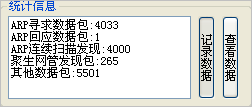 统计信息
ARP寻求数据包:4033
ARP回应数据包:1
ARP连续扫描发现:4000
聚生网管发现包:265
其他数据包:5501
记录数据
查看数据